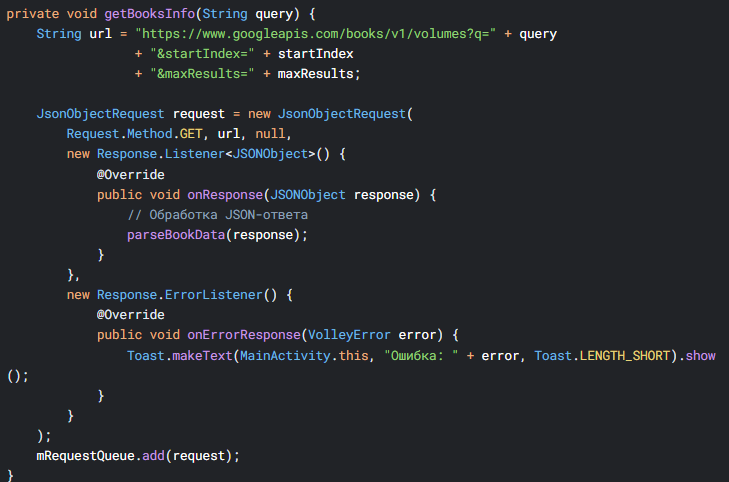 private void getBooksInfo(String query) {
    String url = "https://www.googleapis.com/books/v1/volumes?q=" + query
                 + "&startIndex=" + startIndex
                 + "&maxResults=" + maxResults;

    JsonObjectRequest request = new JsonObjectRequest(
        Request.Method.GET, url, null,
        new Response.Listener<JSONObject>() {
            @Override
            public void onResponse(JSONObject response) {
                // Обработка JSON-ответа
                parseBookData(response);
            }
        },
        new Response.ErrorListener() {
            @Override
            public void onErrorResponse(VolleyError error) {
                Toast.makeText(MainActivity.this, "Ошибка: " + error, Toast.LENGTH_SHORT).show
();
            }
        }
    );
    mRequestQueue.add(request);
}